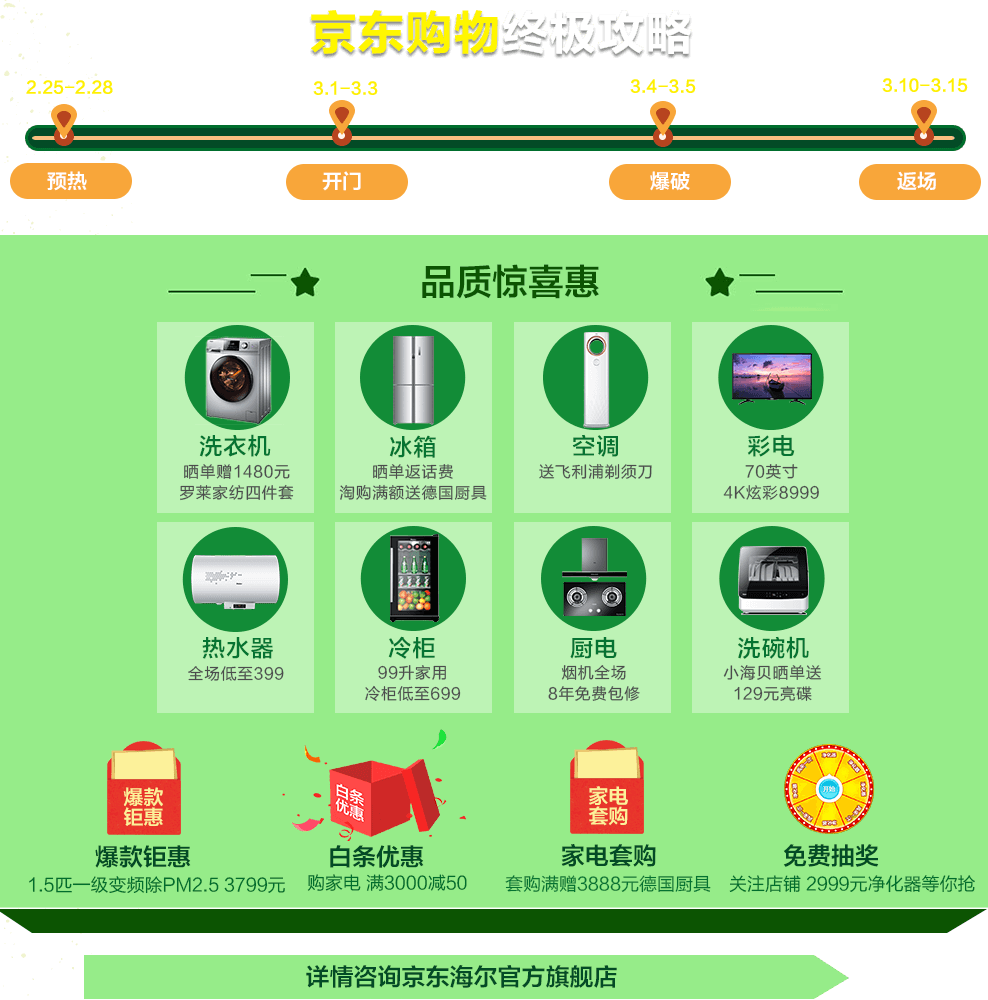 京东购物终极攻略
2.25-2.28
3.1-3.3
3.4-3.5
3.10-3.15
预热
开门
爆破
返场
品质惊喜惠
洗衣机
晒单赠1480元
罗莱家纺四件套
冰箱
晒单返话费
淘购满额送德国厨具
空调
送飞利浦剃须刀
彩电
70英寸
4K炫彩8999
热水器
全场低至399
冷柜
99升家用
冷柜低至699
厨电
烟机全场
8年免费包修
洗碗机
小海贝晒单送
129元亮碟
爆款
钜惠
爆款钜惠
1.5匹一级变频除PM2.5 3799元
白条
优惠
白条优惠
购家电 满3000减50
家电
套购
家电套购
套购满赠3888元德国厨具
开始
免费抽奖
关注店铺 2999元净化器等你抢
详情咨询京东海尔官方旗舰店